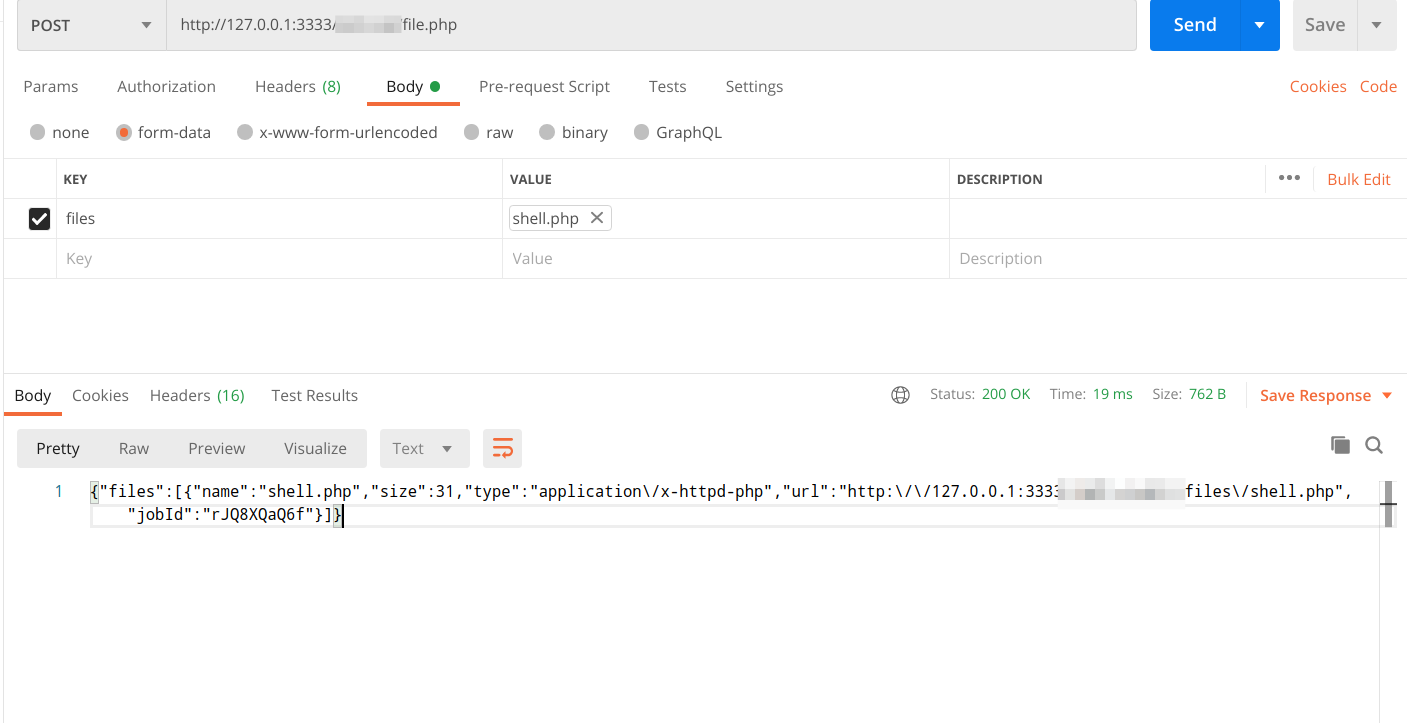 POST http://127.0.0.1:3333/ file.php Send Save
Params Authorization Headers (8) Body Pre-request Script Tests Settings Cookies Code
none form-data x-www-form-urlencoded raw binary GraphQL
KEY VALUE DESCRIPTION ••• Bulk Edit
files shell.php
Key Value Description
Body Cookies Headers (16) Test Results Status: 200 OK Time: 19 ms Size: 762 B Save Response
Pretty Raw Preview Visualize Text
1 {"files":[{"name":"shell.php","size":31,"type":"application\/x-httpd-php","url":"http:\/\/127.0.0.1:3333 files\/shell.php",
"jobId":"rJQ8XQaQ6f"}]}